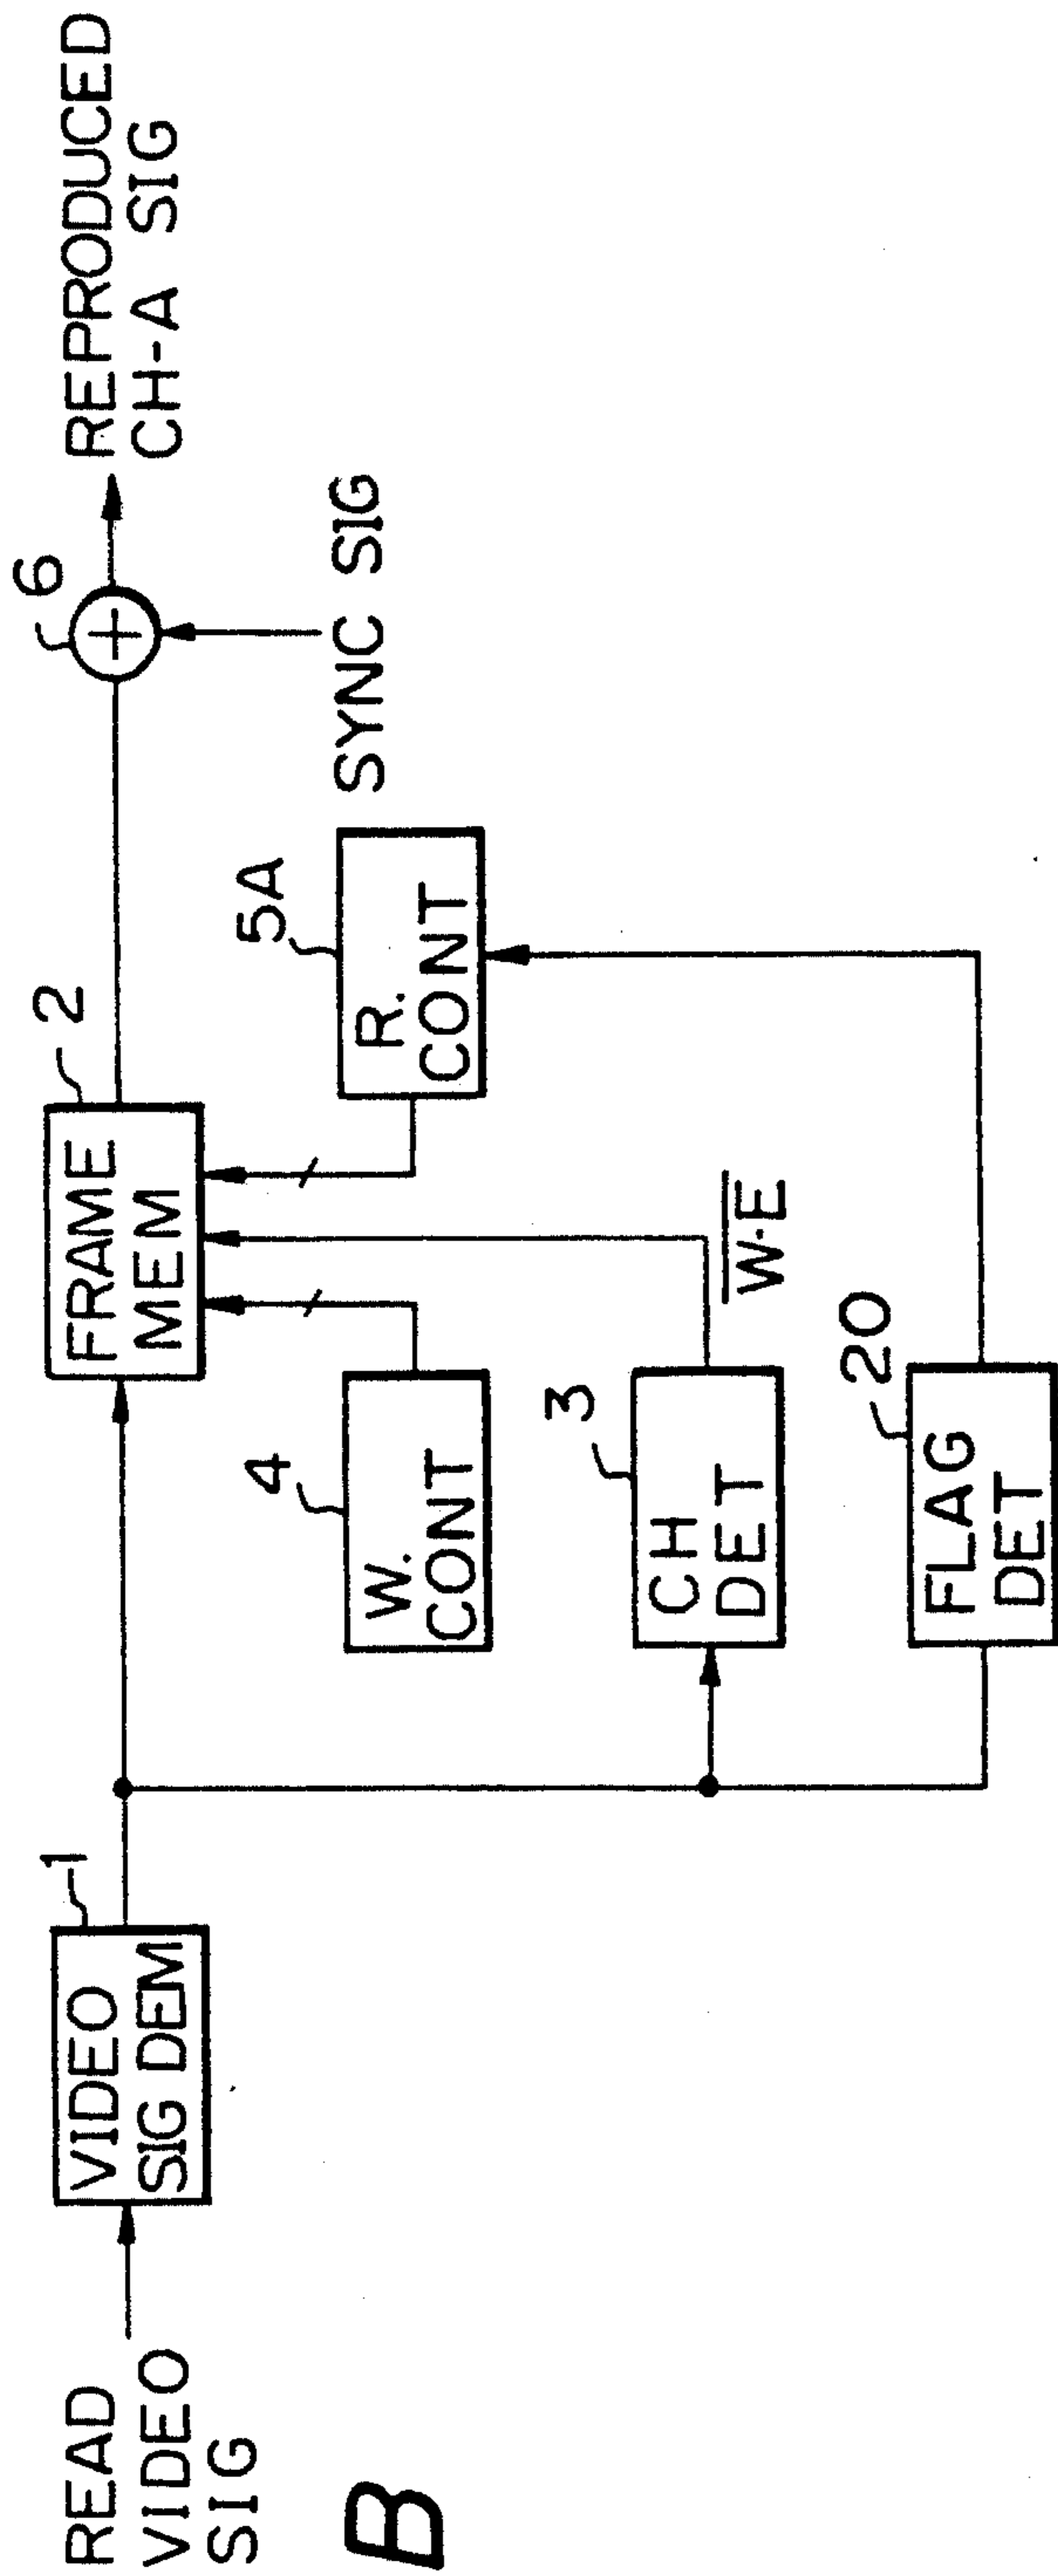 READ
VIDEO
SIG
VIDEO
SIG DEM
1
FRAME
MEM
2
6
REPRODUCED
CH-A SIG
SYNC SIG
W.
CONT
4
R.
CONT
5A
CH
DET
3
W·E
FLAG
DET
20
B